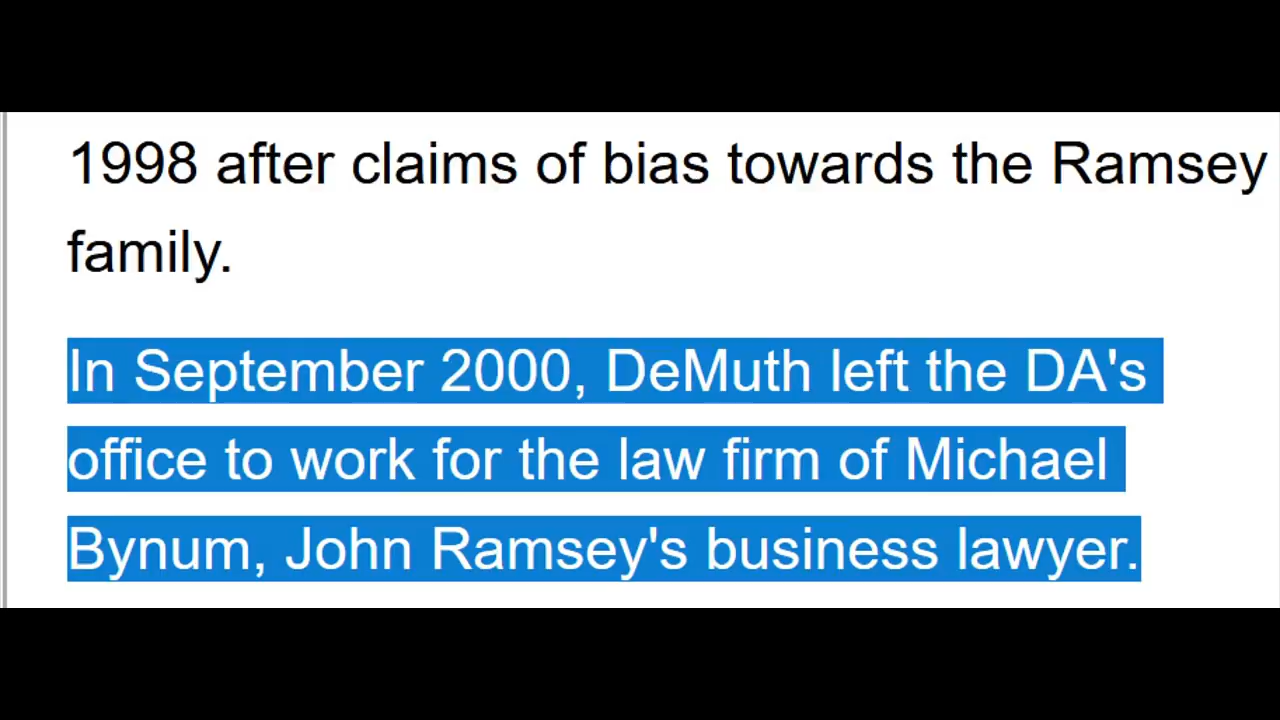 1998 after claims of bias towards the Ramsey
family.
In September 2000, DeMuth left the DA's
office to work for the law firm of Michael
Bynum, John Ramsey's business lawyer.